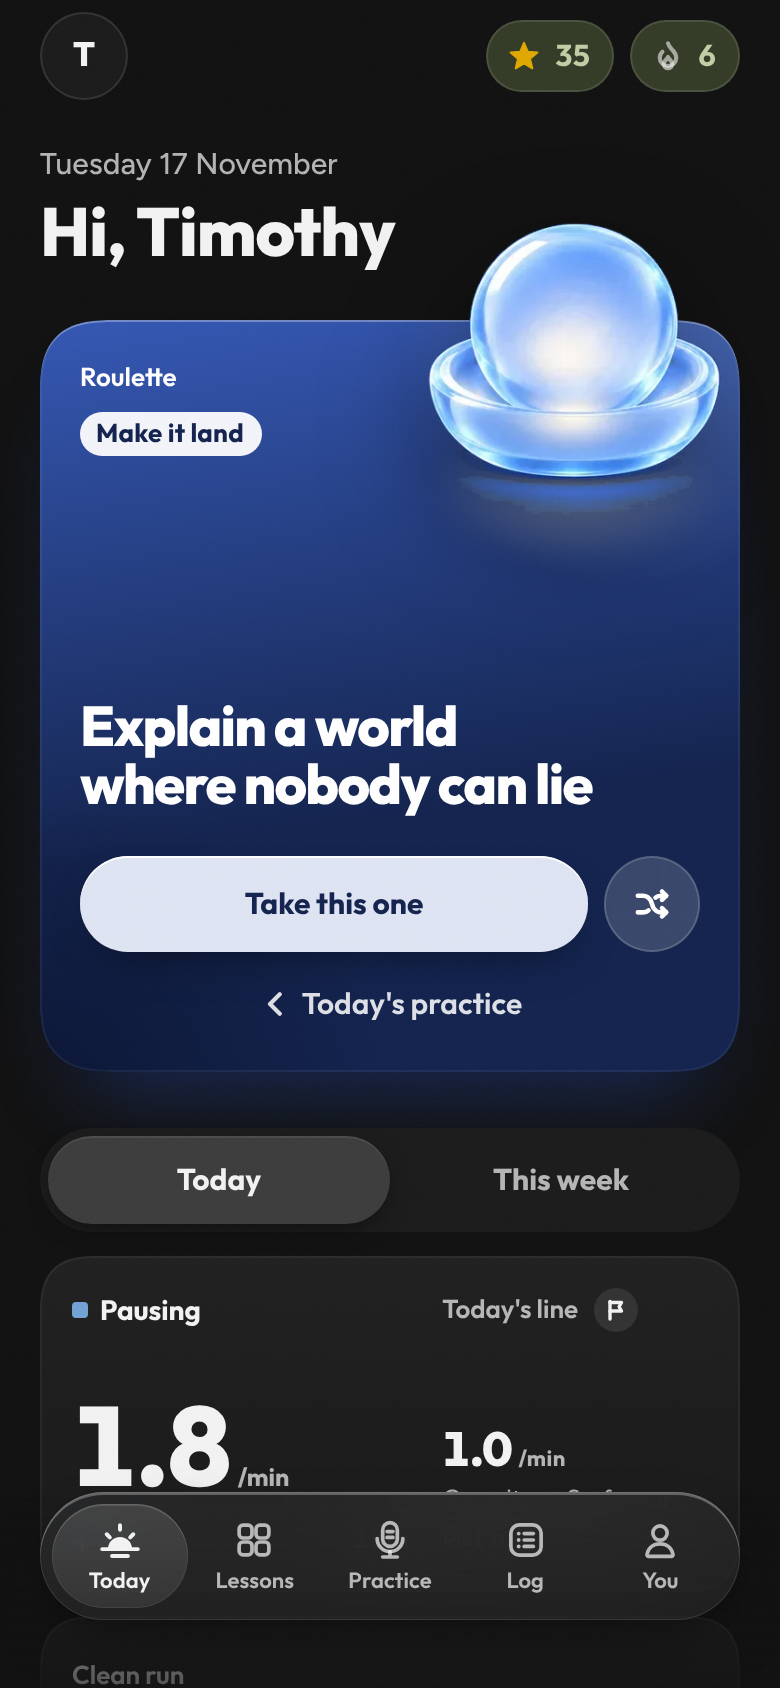 T
35
6
Tuesday 17 November
Hi, Timothy
Roulette
Make it land
Explain a world
where nobody can lie
Take this one
Today's practice
Today
This week
Pausing
Today's line
1.8 /min
1.0 /min
Today
Lessons
Practice
Log
You
Clean run